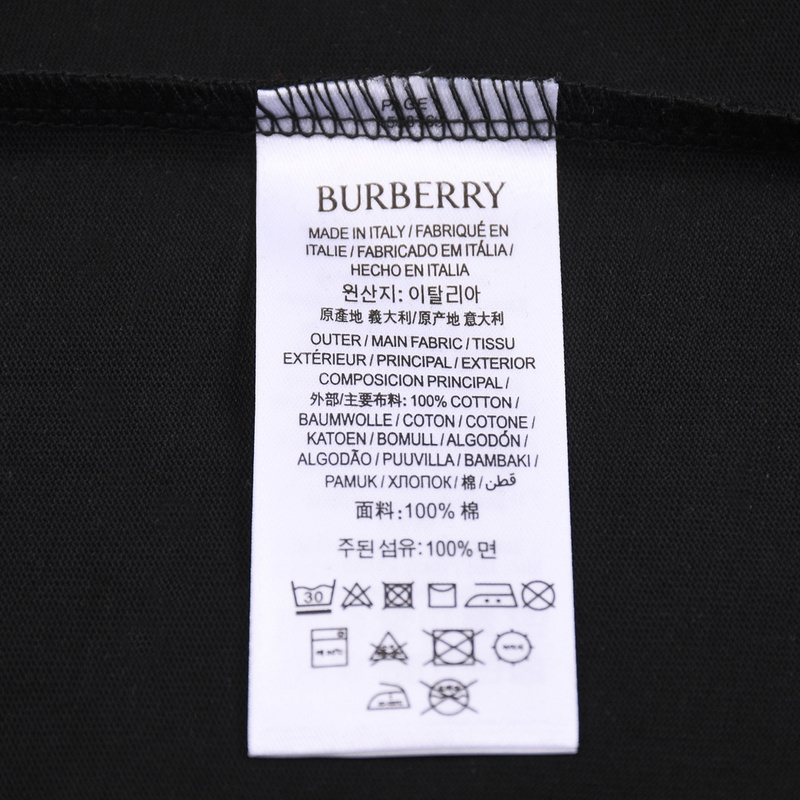 BURBERRY
MADE IN ITALY / FABRIQUÉ EN
ITALIE / FABRICADO EM ITÁLIA /
HECHO EN ITALIA
원산지: 이탈리아
原產地 義大利/原产地 意大利
OUTER / MAIN FABRIC / TISSU
EXTÉRIEUR / PRINCIPAL / EXTERIOR
COMPOSICION PRINCIPAL /
外部/主要布料: 100% COTTON /
BAUMWOLLE / COTON / COTONE /
KATOEN / BOMULL / ALGODÓN /
ALGODÃO / PUUVILLA / BAMBAKI /
PAMUK / ХЛОПОК / 棉 / قطن
面料:100% 棉
주된 섬유:100% 면
30